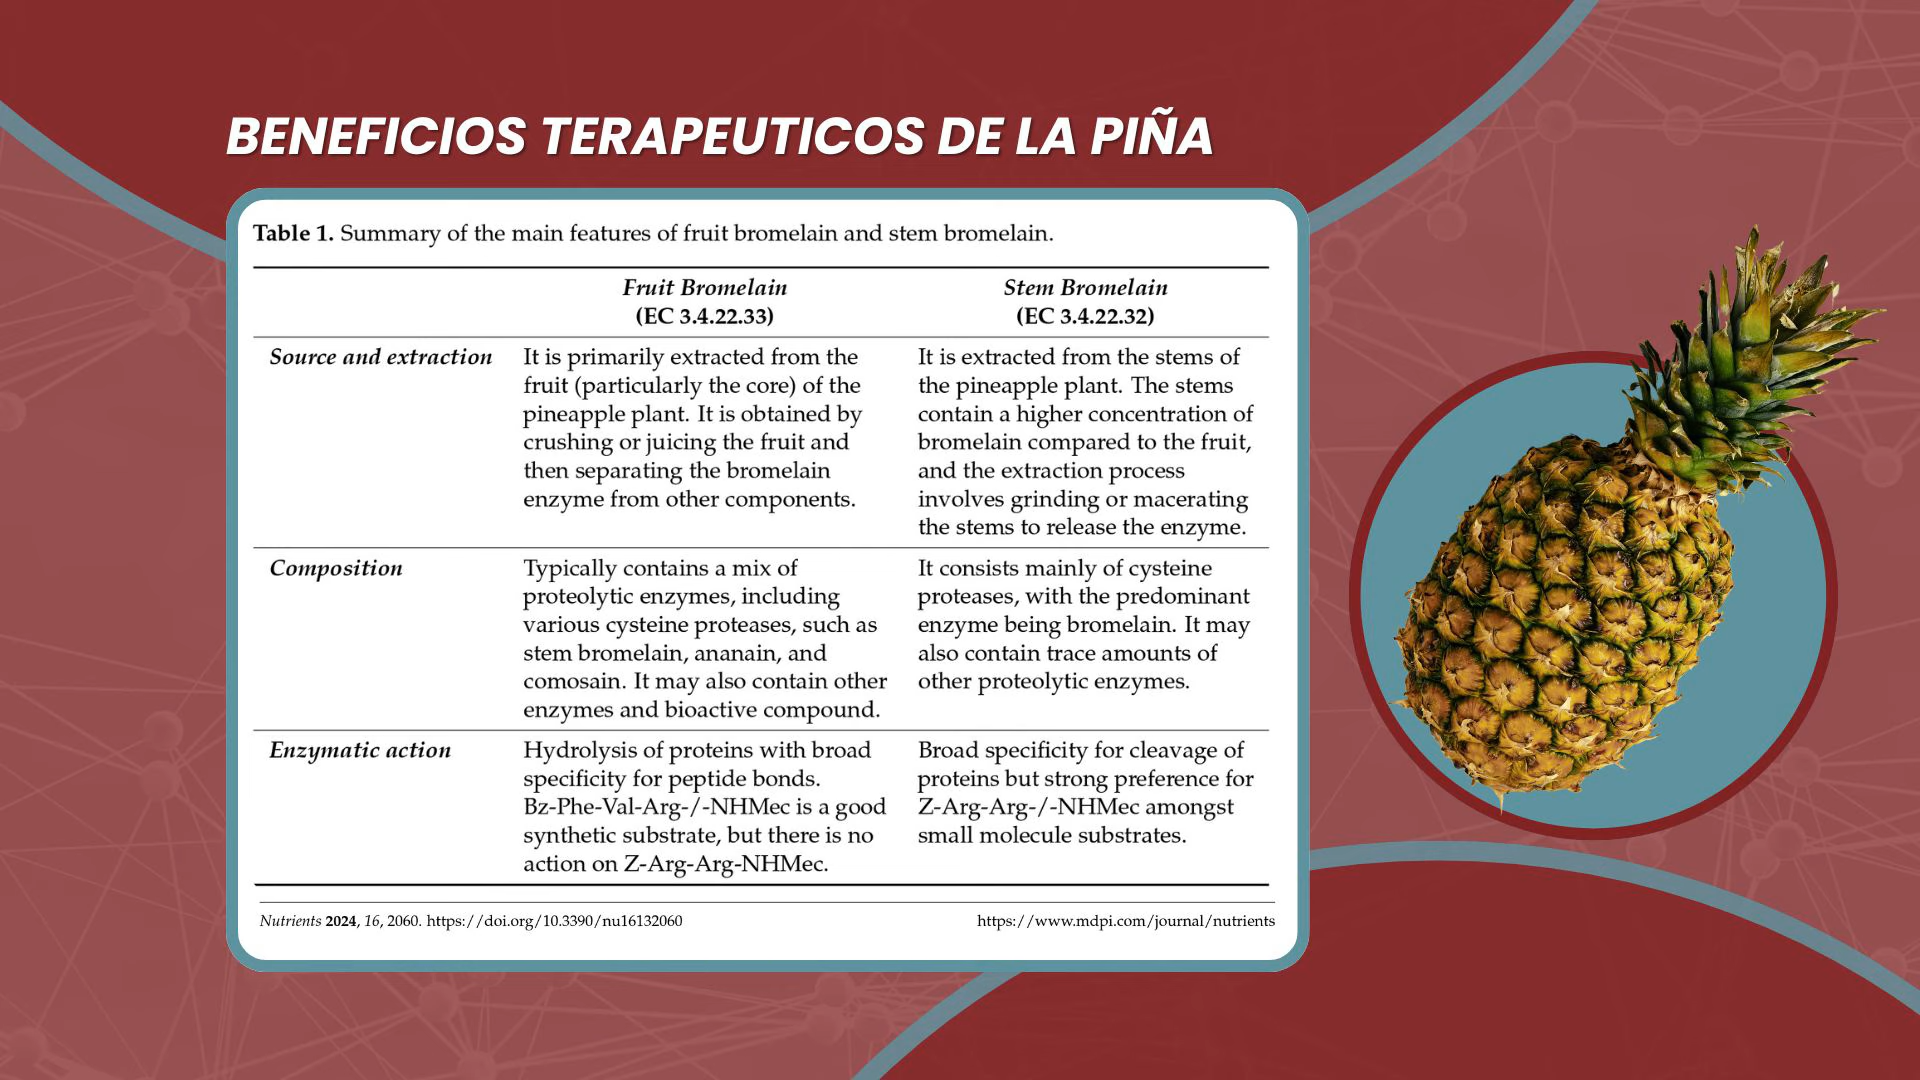 BENEFICIOS TERAPEUTICOS DE LA PIÑA
Table 1. Summary of the main features of fruit bromelain and stem bromelain.
Fruit Bromelain
(EC 3.4.22.33)
Stem Bromelain
(EC 3.4.22.32)
Source and extraction
It is primarily extracted from the
fruit (particularly the core) of the
pineapple plant. It is obtained by
crushing or juicing the fruit and
then separating the bromelain
enzyme from other components.
It is extracted from the stems of
the pineapple plant. The stems
contain a higher concentration of
bromelain compared to the fruit,
and the extraction process
involves grinding or macerating
the stems to release the enzyme.
Composition
Typically contains a mix of
proteolytic enzymes, including
various cysteine proteases, such as
stem bromelain, ananain, and
comosain. It may also contain other
enzymes and bioactive compound.
It consists mainly of cysteine
proteases, with the predominant
enzyme being bromelain. It may
also contain trace amounts of
other proteolytic enzymes.
Enzymatic action
Hydrolysis of proteins with broad
specificity for peptide bonds.
Bz-Phe-Val-Arg-/-NHMec is a good
synthetic substrate, but there is no
action on Z-Arg-Arg-NHMec.
Broad specificity for cleavage of
proteins but strong preference for
Z-Arg-Arg-/-NHMec amongst
small molecule substrates.
Nutrients 2024, 16, 2060. https://doi.org/10.3390/nu16132060
https://www.mdpi.com/journal/nutrients